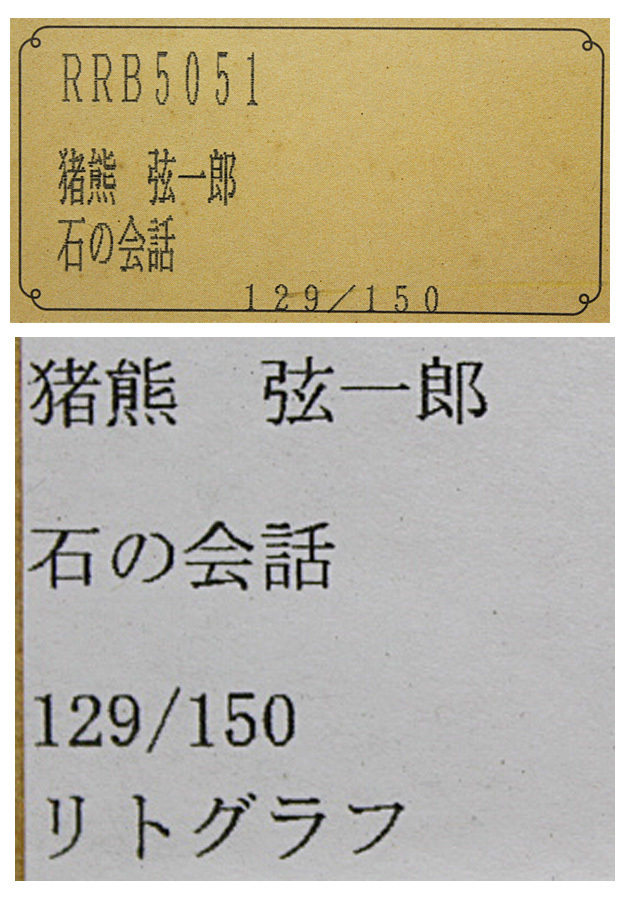 RRB5051
猪熊　弦一郎
石の会話
129/150
猪熊　弦一郎
石の会話
129/150
リトグラフ